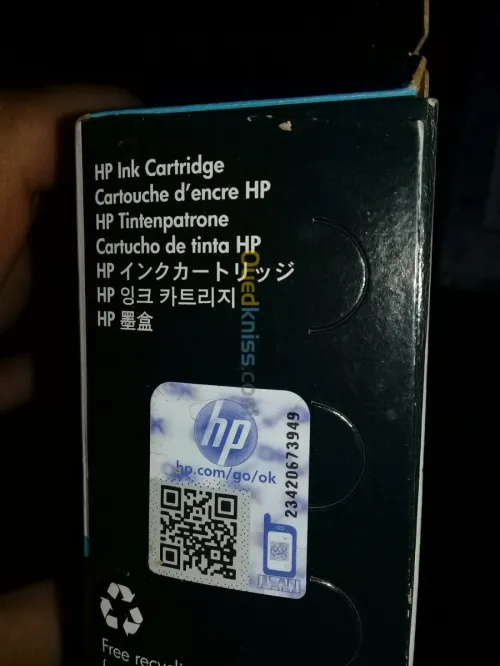 HP Ink Cartridge
Cartouche d'encre HP
HP Tintenpatrone
Cartucho de tinta HP
HP インクカートリッジ
HP 잉크 카트리지
HP 墨盒
Ouedkniss.com
hp
hp.com/go/ok
23420673949
Free recycli